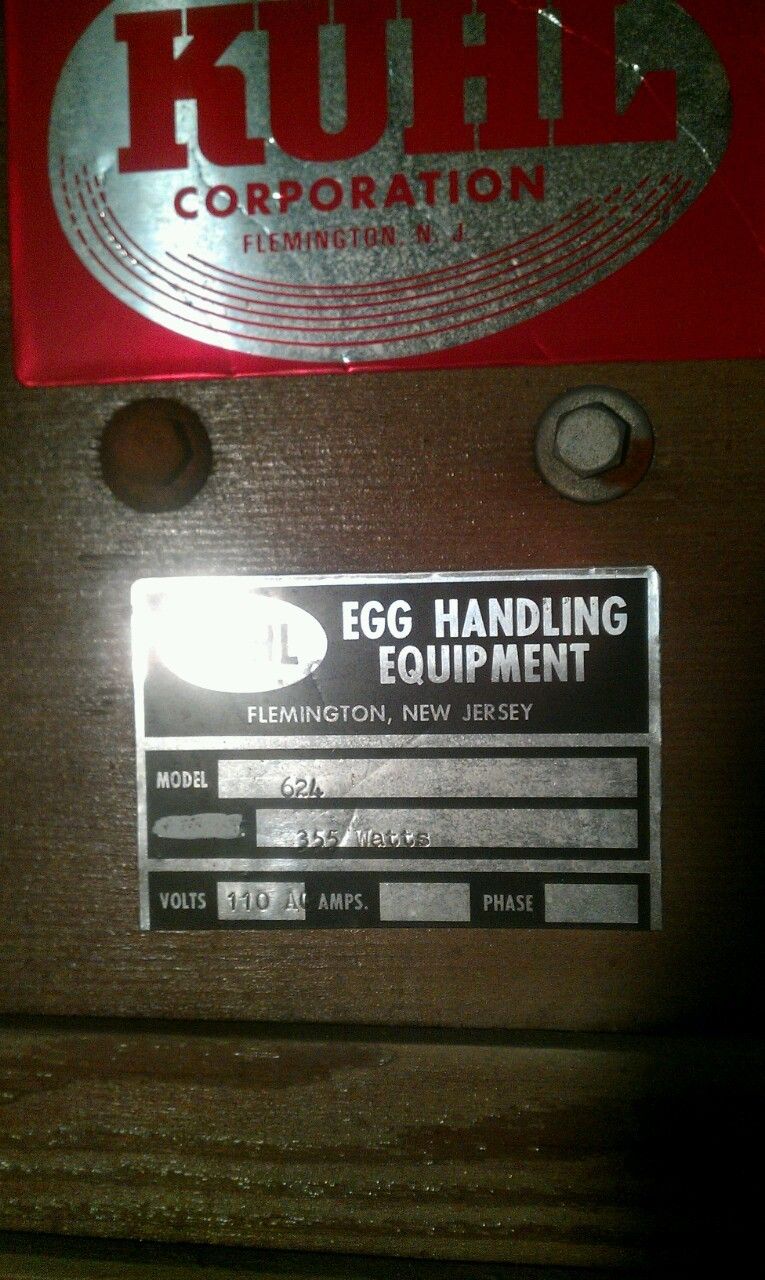 KUHL
CORPORATION
FLEMINGTON, N. J.
EGG HANDLING
EQUIPMENT
FLEMINGTON, NEW JERSEY
MODEL 624
355 Watts
VOLTS 110 AC AMPS. PHASE